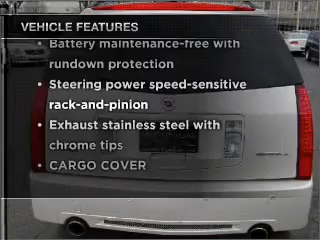 VEHICLE FEATURES
• Battery maintenance-free with
rundown protection
• Steering power speed-sensitive
rack-and-pinion
• Exhaust stainless steel with
chrome tips
• CARGO COVER